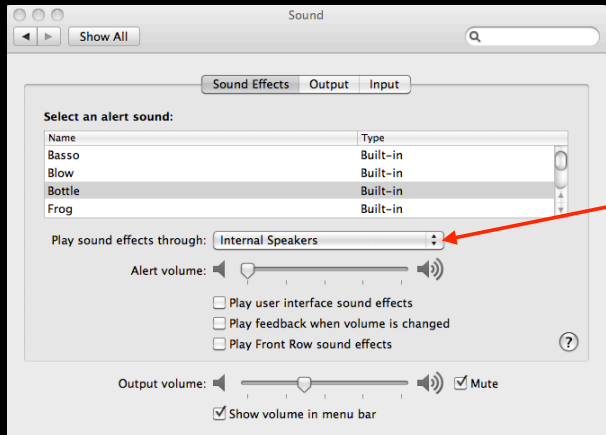 Sound
Show All
Sound Effects Output Input
Select an alert sound:
Name Type
Basso Built-in
Blow Built-in
Bottle Built-in
Frog Built-in
Play sound effects through: Internal Speakers
Alert volume:
Play user interface sound effects
Play feedback when volume is changed
Play Front Row sound effects
?
Output volume: Mute
Show volume in menu bar